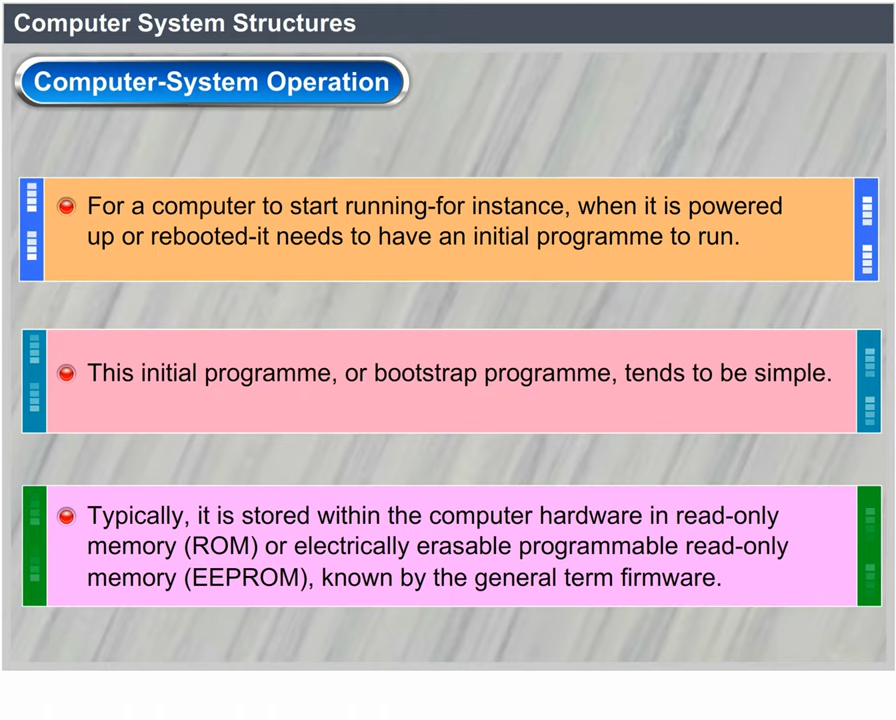 Computer System Structures
Computer-System Operation
For a computer to start running-for instance, when it is powered
up or rebooted-it needs to have an initial programme to run.
This initial programme, or bootstrap programme, tends to be simple.
Typically, it is stored within the computer hardware in read-only
memory (ROM) or electrically erasable programmable read-only
memory (EEPROM), known by the general term firmware.